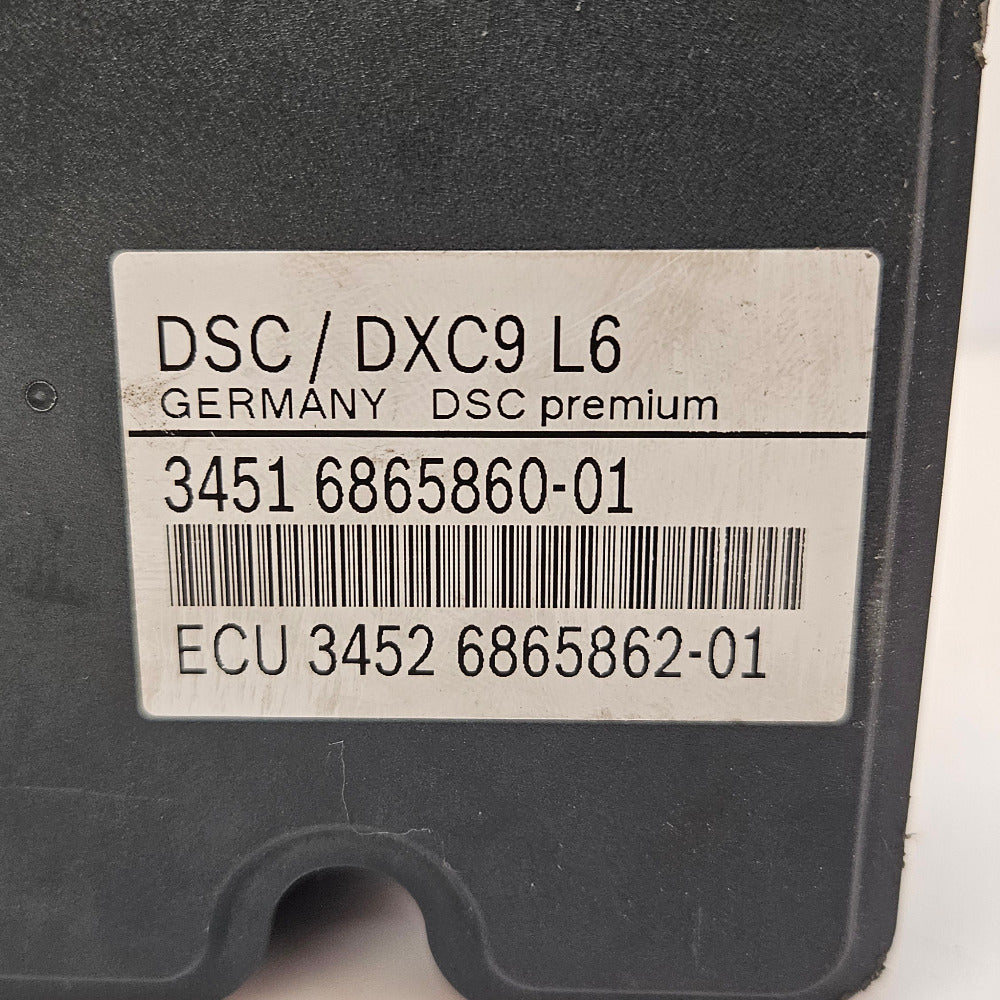 DSC / DXC9 L6
GERMANY DSC premium
3451 6865860-01
ECU 3452 6865862-01